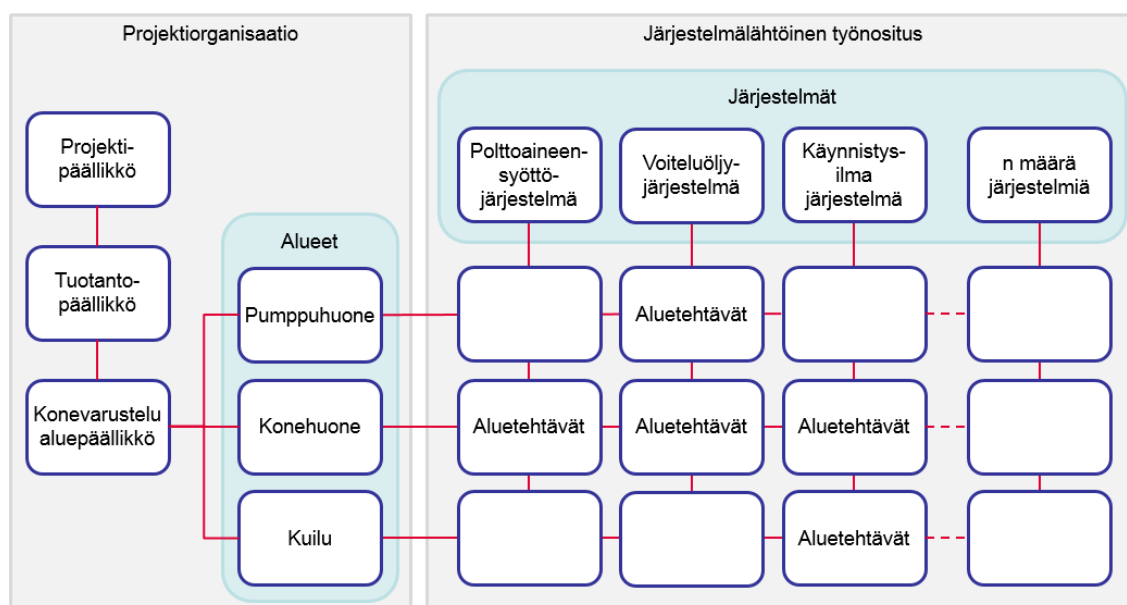 Projektiorganisaatio
Järjestelmälähtöinen työnositus
Järjestelmät
Projekti-
päällikkö
Polttoaineen-
syöttö-
järjestelmä
Voiteluöljy-
järjestelmä
Käynnistys-
ilma
järjestelmä
n määrä
järjestelmiä
Alueet
Tuotanto-
päällikkö
Pumppuhuone
Aluetehtävät
Konevarustelu
aluepäällikkö
Konehuone
Aluetehtävät
Aluetehtävät
Aluetehtävät
Kuilu
Aluetehtävät